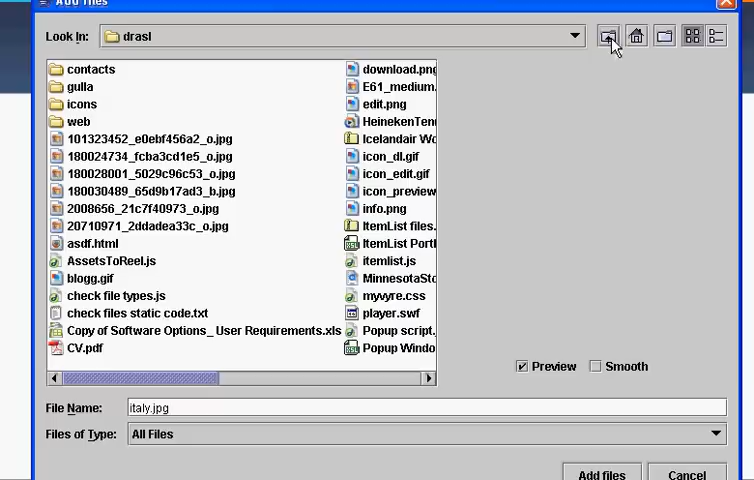 Add files
Look In:
drasl
contacts
gulla
icons
web
101323452_e0ebf456a2_o.jpg
180024734_fcba3cd1e5_o.jpg
180028001_5029c96c53_o.jpg
180030489_65d9b17ad3_b.jpg
2008656_21c7f40973_o.jpg
20710971_2ddadea33c_o.jpg
asdf.html
AssetsToReel.js
blogg.gif
check file types.js
check files static code.txt
Copy of Software Options_ User Requirements.xls
CV.pdf
download.png
E61_medium.
edit.png
HeinekenTen
Icelandair Wo
icon_dl.gif
icon_edit.gif
icon_preview
info.png
ItemList files.
ItemList Portl
itemlist.js
MinnesotaSto
myvyre.css
player.swf
Popup script.
Popup Windo
Preview
Smooth
File Name:
italy.jpg
Files of Type:
All Files
Add files
Cancel